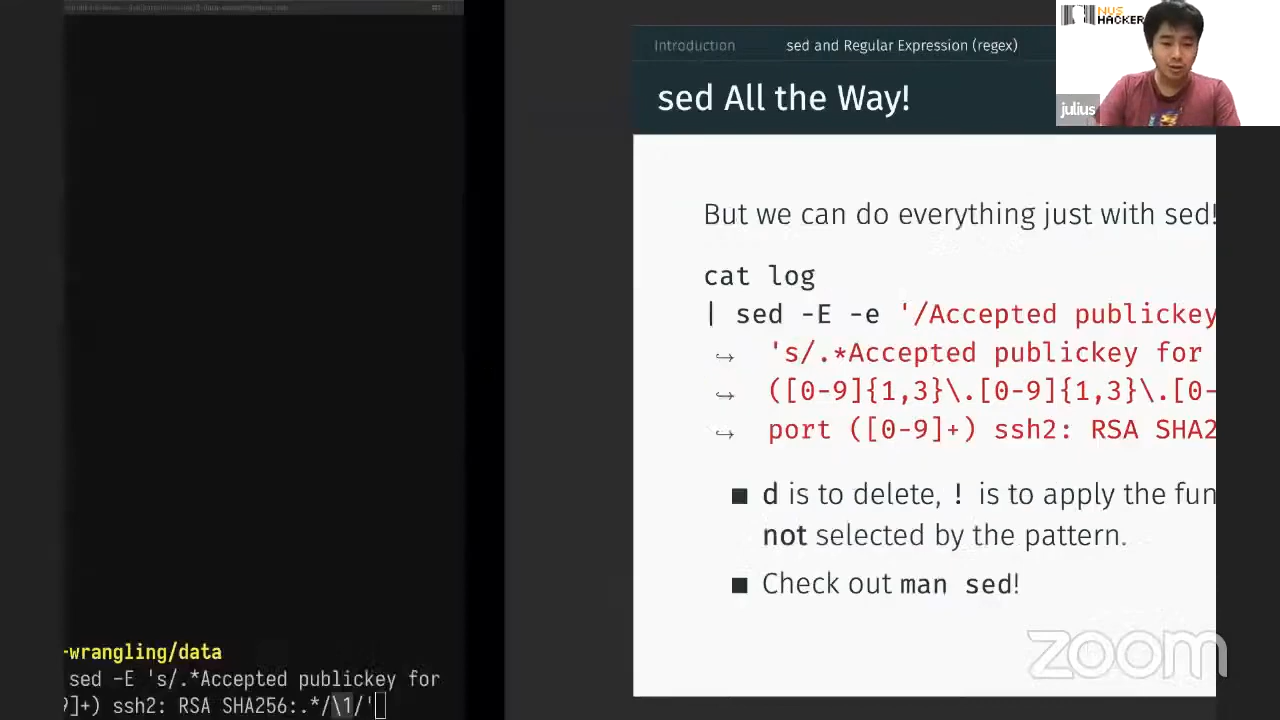 NUS
HACKER
julius
Introduction
sed and Regular Expression (regex)
sed All the Way!
But we can do everything just with sed!
cat log
| sed -E -e '/Accepted publickey
↪ 's/.*Accepted publickey for
↪ ([0-9]{1,3}\.[0-9]{1,3}\.[0-
↪ port ([0-9]+) ssh2: RSA SHA2
■ d is to delete, ! is to apply the fun
not selected by the pattern.
■ Check out man sed!
-wrangling/data
sed -E 's/.*Accepted publickey for
9]+) ssh2: RSA SHA256:.*/\1/'
zoom